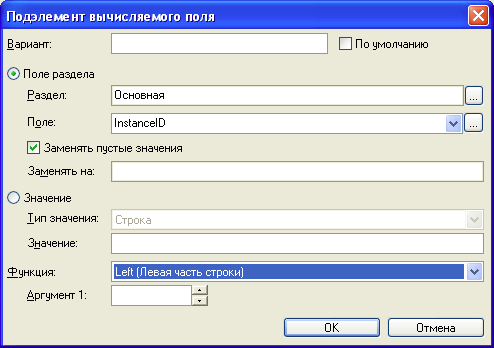 Подэлемент вычисляемого поля
Вариант:
По умолчанию
Поле раздела
Раздел: Основная ...
Поле: InstanceID ...
Заменять пустые значения
Заменять на:
Значение
Тип значения: Строка
Значение:
Функция: Left (Левая часть строки)
Аргумент 1:
OK Отмена